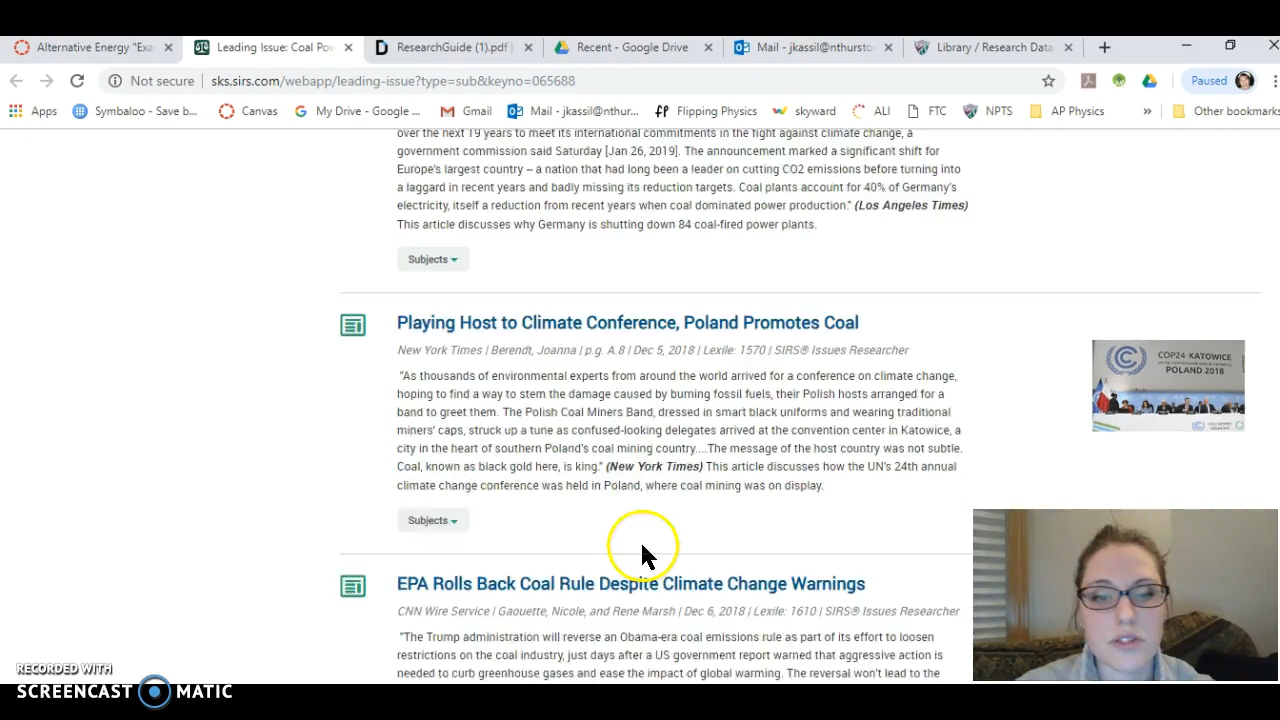 Alternative Energy "Exa
Leading Issue: Coal Po
ResearchGuide (1).pdf
Recent - Google Drive
Mail - jkassil@nthursto
Library / Research Data
Not secure
sks.sirs.com/webapp/leading-issue?type=sub&keyno=065688
Paused
Apps
Symbaloo - Save b...
Canvas
My Drive - Google ...
Gmail
Mail - jkassil@nthur...
Flipping Physics
skyward
ALI
FTC
NPTS
AP Physics
»
Other bookmarks
over the next 19 years to meet its international commitments in the fight against climate change, a
government commission said Saturday [Jan 26, 2019]. The announcement marked a significant shift for
Europe's largest country – a nation that had long been a leader on cutting CO2 emissions before turning into
a laggard in recent years and badly missing its reduction targets. Coal plants account for 40% of Germany's
electricity, itself a reduction from recent years when coal dominated power production." (Los Angeles Times)
This article discusses why Germany is shutting down 84 coal-fired power plants.
Subjects
Playing Host to Climate Conference, Poland Promotes Coal
New York Times | Berendt, Joanna | p.g. A.8 | Dec 5, 2018 | Lexile: 1570 | SIRS® Issues Researcher
"As thousands of environmental experts from around the world arrived for a conference on climate change,
hoping to find a way to stem the damage caused by burning fossil fuels, their Polish hosts arranged for a
band to greet them. The Polish Coal Miners Band, dressed in smart black uniforms and wearing traditional
miners' caps, struck up a tune as confused-looking delegates arrived at the convention center in Katowice, a
city in the heart of southern Poland's coal mining country....The message of the host country was not subtle.
Coal, known as black gold here, is king." (New York Times) This article discusses how the UN's 24th annual
climate change conference was held in Poland, where coal mining was on display.
COP24 · KATOWICE
POLAND 2018
Subjects
EPA Rolls Back Coal Rule Despite Climate Change Warnings
CNN Wire Service | Gaouette, Nicole, and Rene Marsh | Dec 6, 2018 | Lexile: 1610 | SIRS® Issues Researcher
"The Trump administration will reverse an Obama-era coal emissions rule as part of its effort to loosen
restrictions on the coal industry, just days after a US government report warned that aggressive action is
needed to curb greenhouse gases and ease the impact of global warming. The reversal won't lead to the
RECORDED WITH
SCREENCAST MATIC